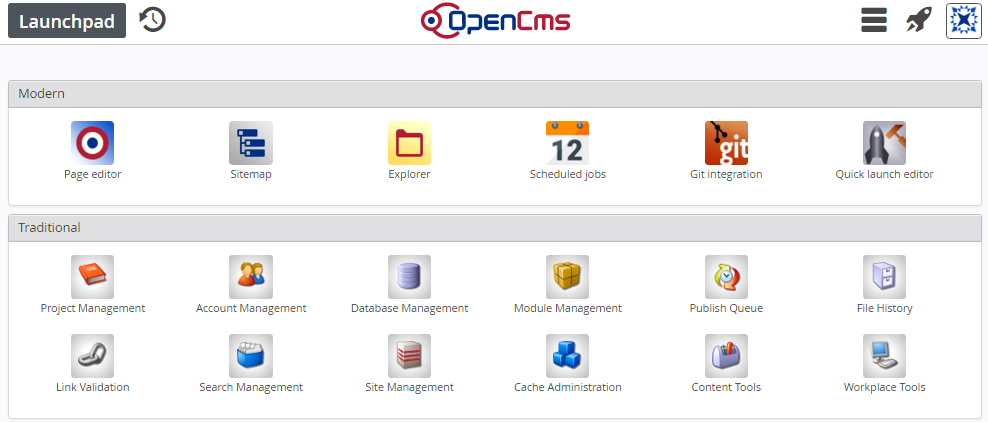 Launchpad
OpenCms
Modern
Page editor
Sitemap
Explorer
12
Scheduled jobs
git
Git integration
Quick launch editor
Traditional
Project Management
Account Management
Database Management
Module Management
Publish Queue
File History
Link Validation
Search Management
Site Management
Cache Administration
Content Tools
Workplace Tools